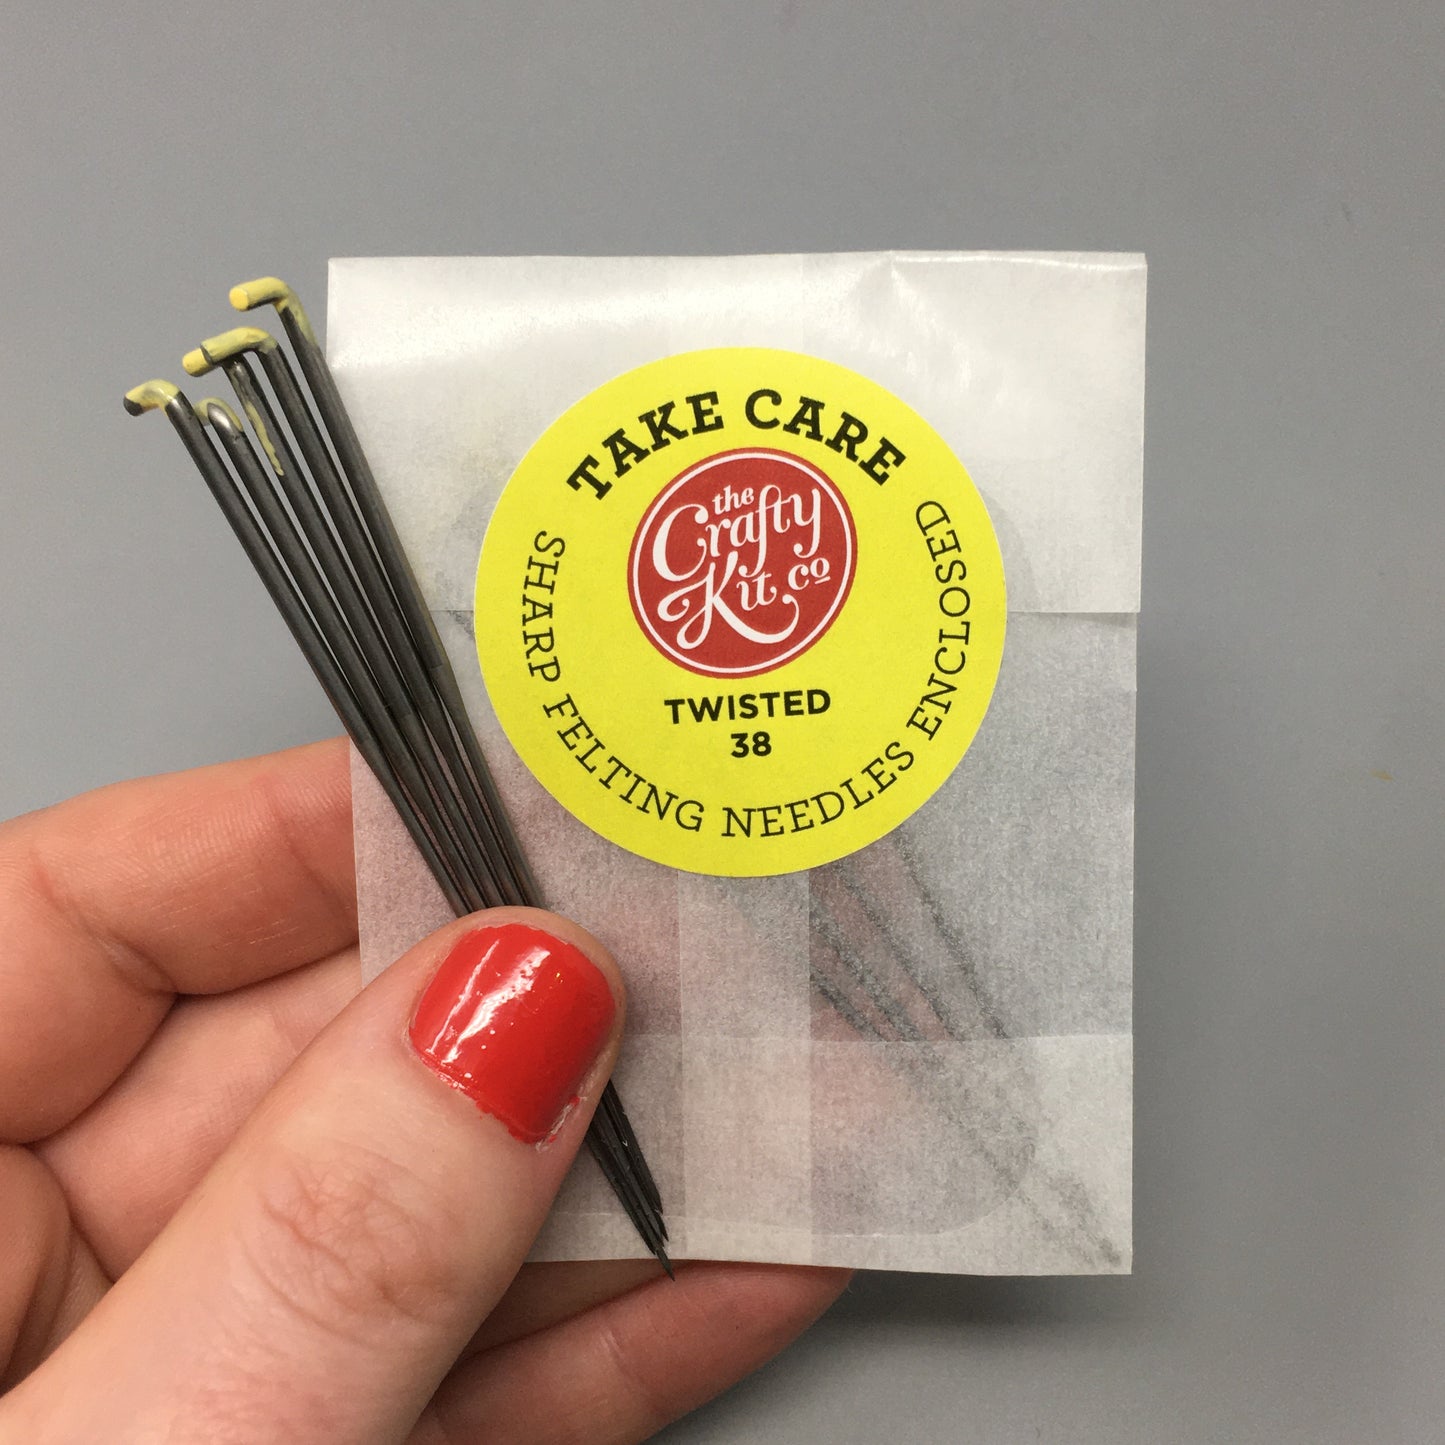 TAKE CARE
the
Crafty
Kit co
TWISTED
38
SHARP FELTING NEEDLES ENCLOSED